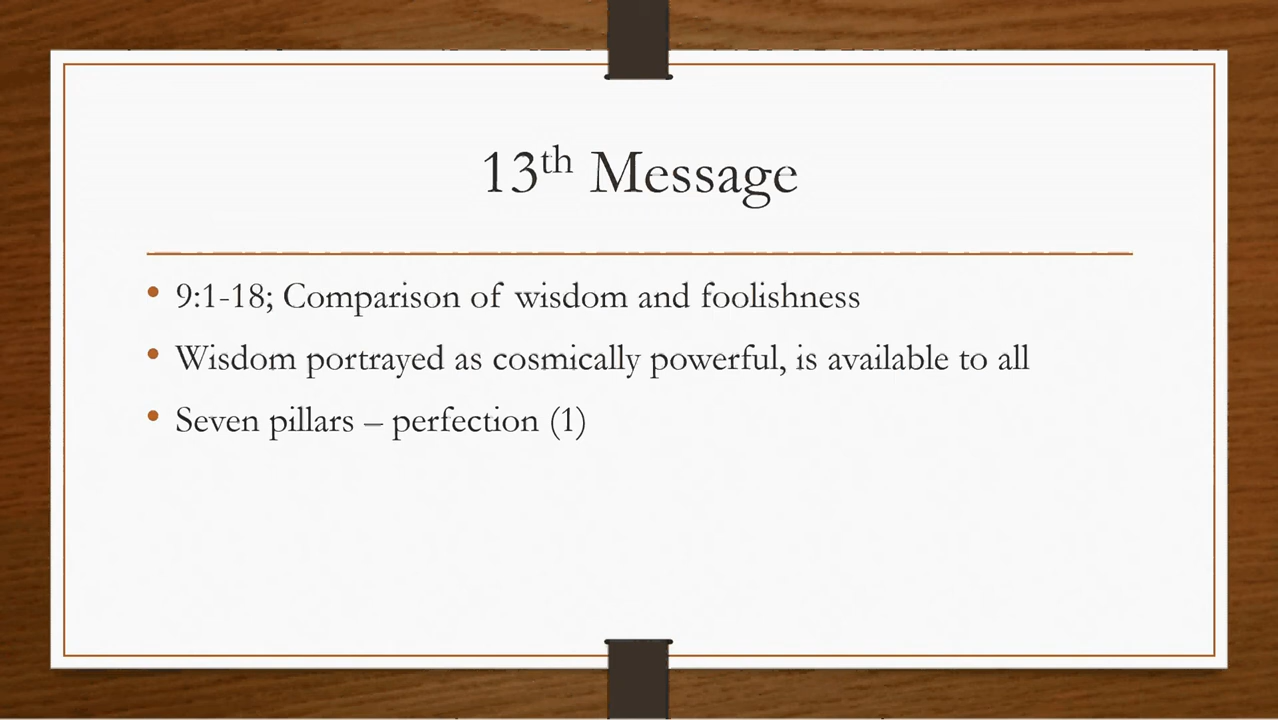 13th Message
• 9:1-18; Comparison of wisdom and foolishness
• Wisdom portrayed as cosmically powerful, is available to all
• Seven pillars – perfection (1)